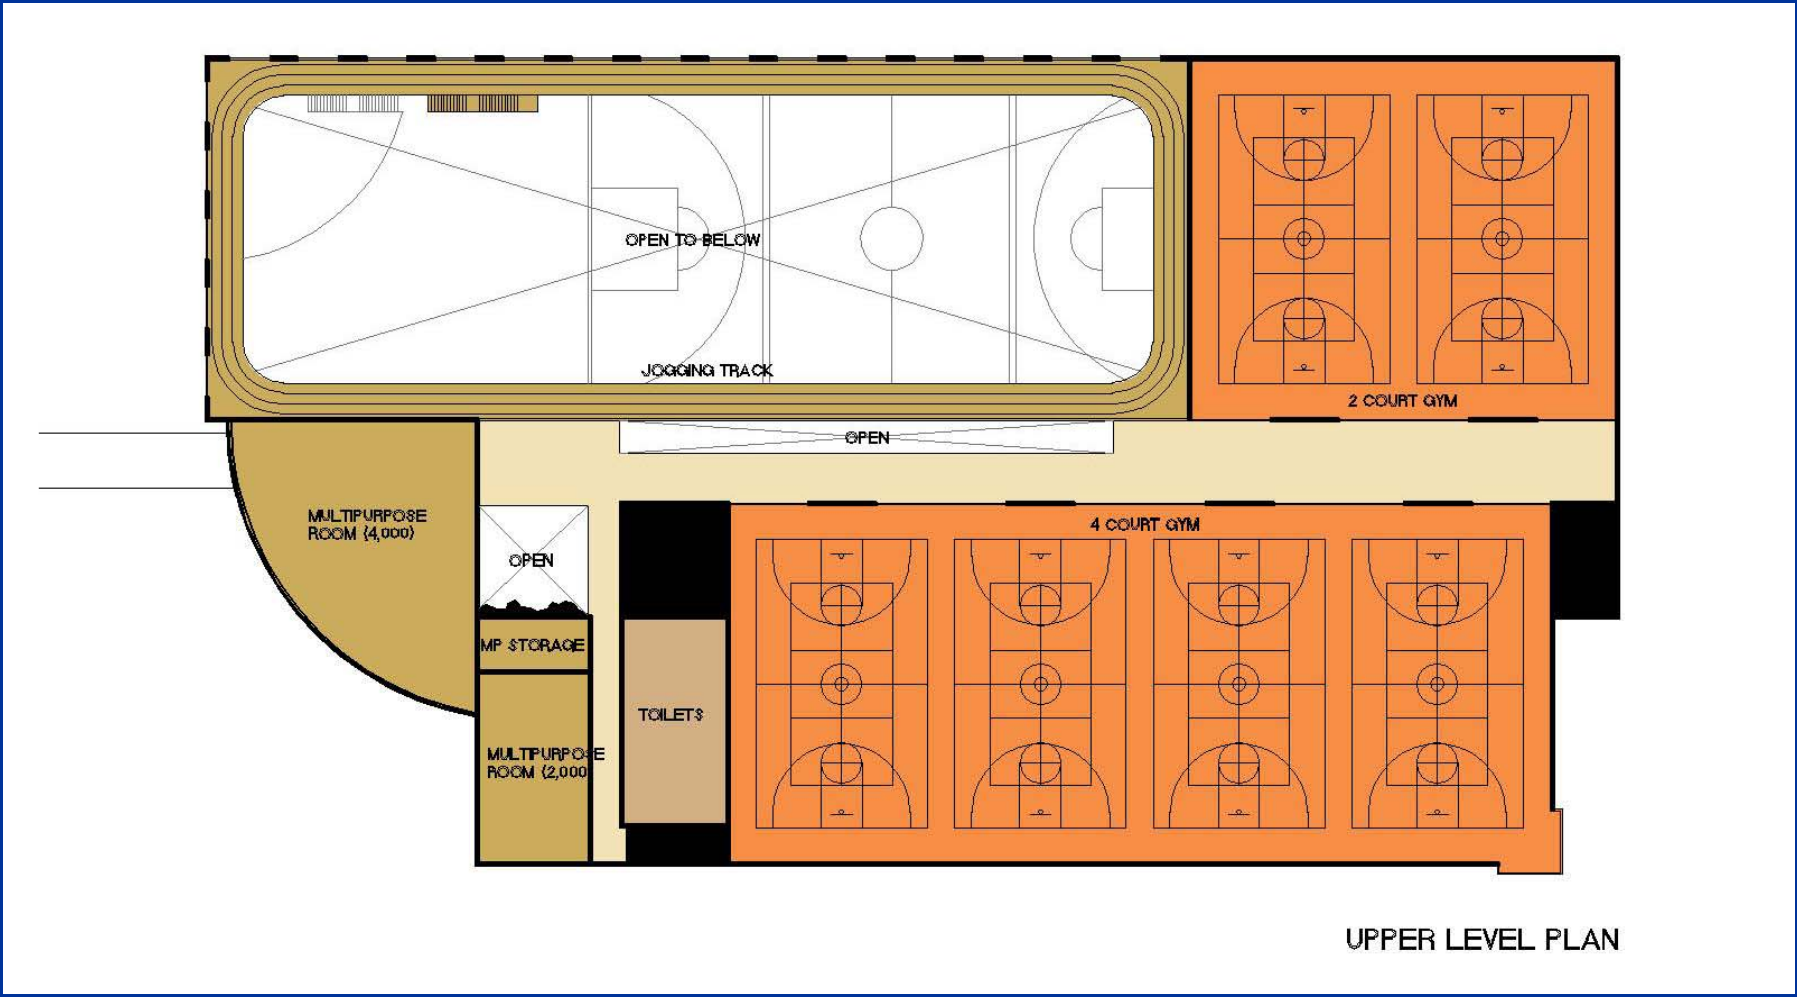 OPEN TO BELOW
JOGGING TRACK
2 COURT GYM
OPEN
MULTIPURPOSE
ROOM (4,000)
4 COURT GYM
OPEN
MP STORAGE
TOILETS
MULTIPURPOSE
ROOM (2,000
UPPER LEVEL PLAN